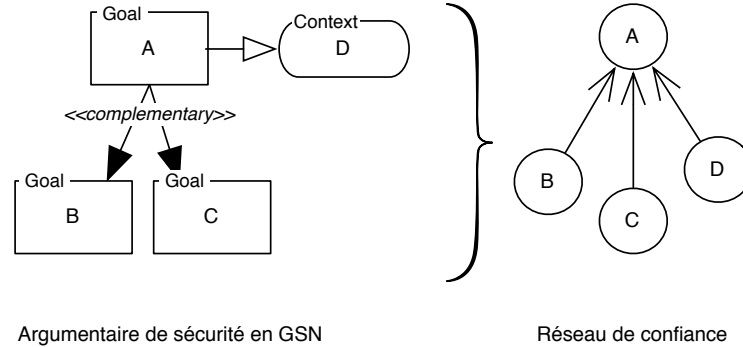 Goal
A
Context
D
<<complementary>>
Goal
B
Goal
C
A
B
D
C
Argumentaire de sécurité en GSN
Réseau de confiance